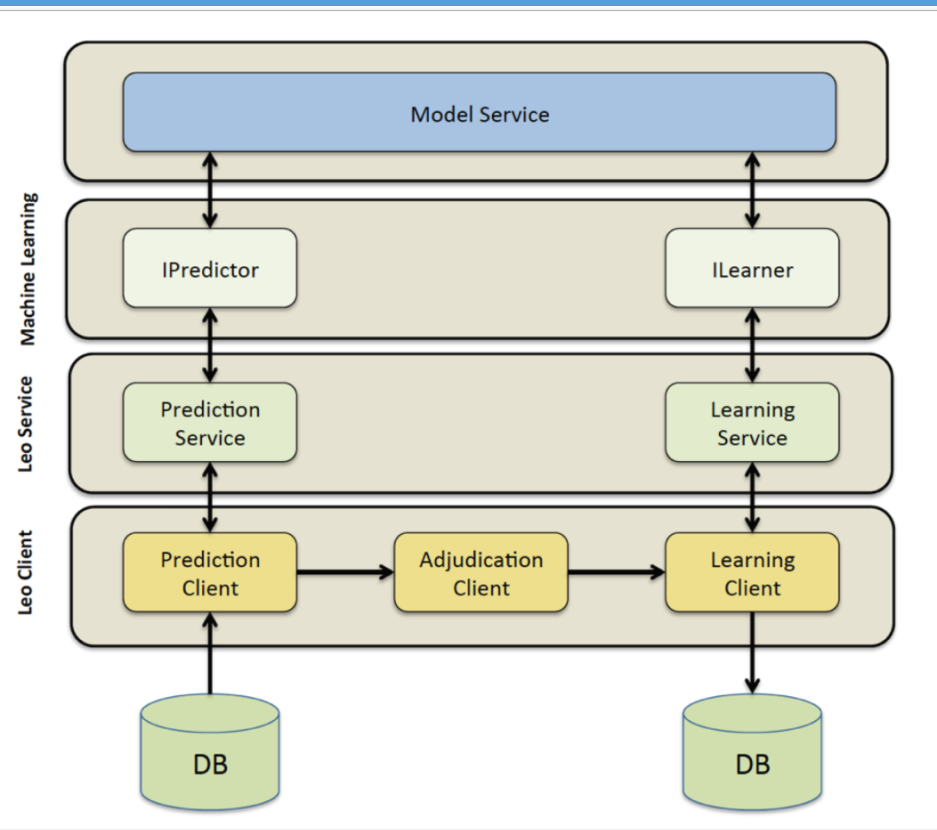 Model Service
Machine Learning
IPredictor
ILearner
Leo Service
Prediction
Service
Learning
Service
Leo Client
Prediction
Client
Adjudication
Client
Learning
Client
DB
DB